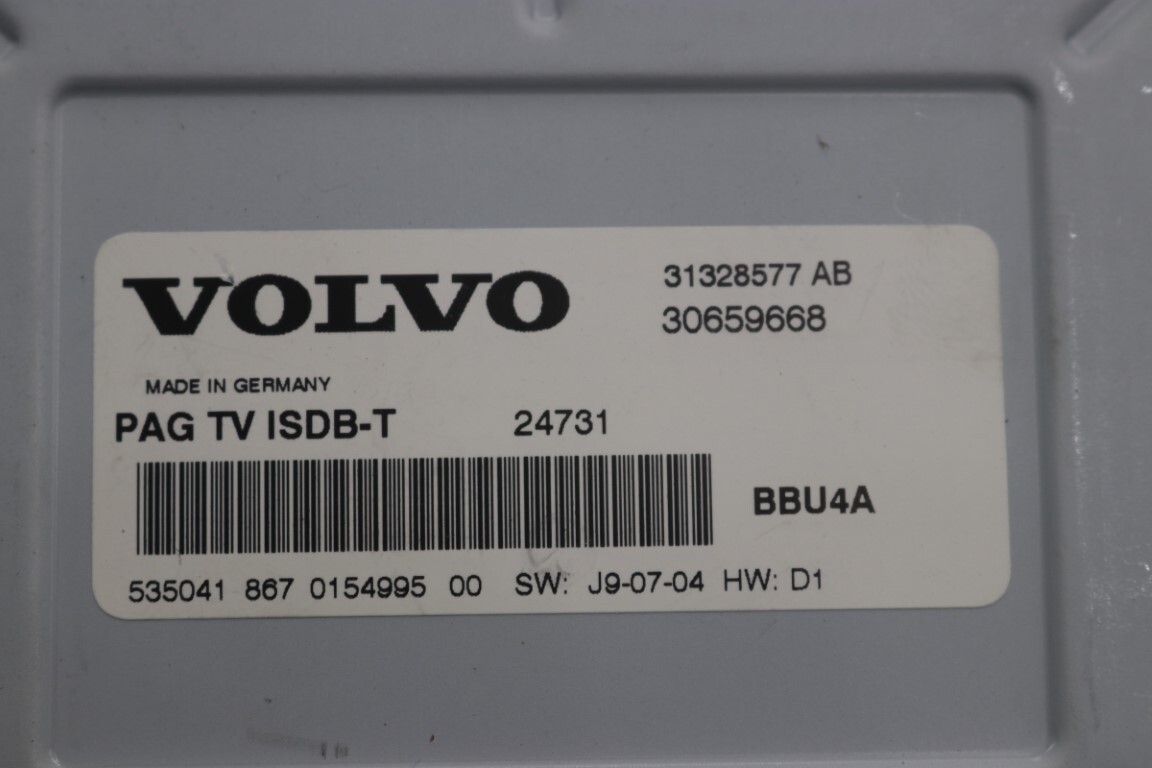 VOLVO
31328577 AB
30659668
MADE IN GERMANY
PAG TV ISDB-T 24731
BBU4A
535041 867 0154995 00 SW: J9-07-04 HW: D1